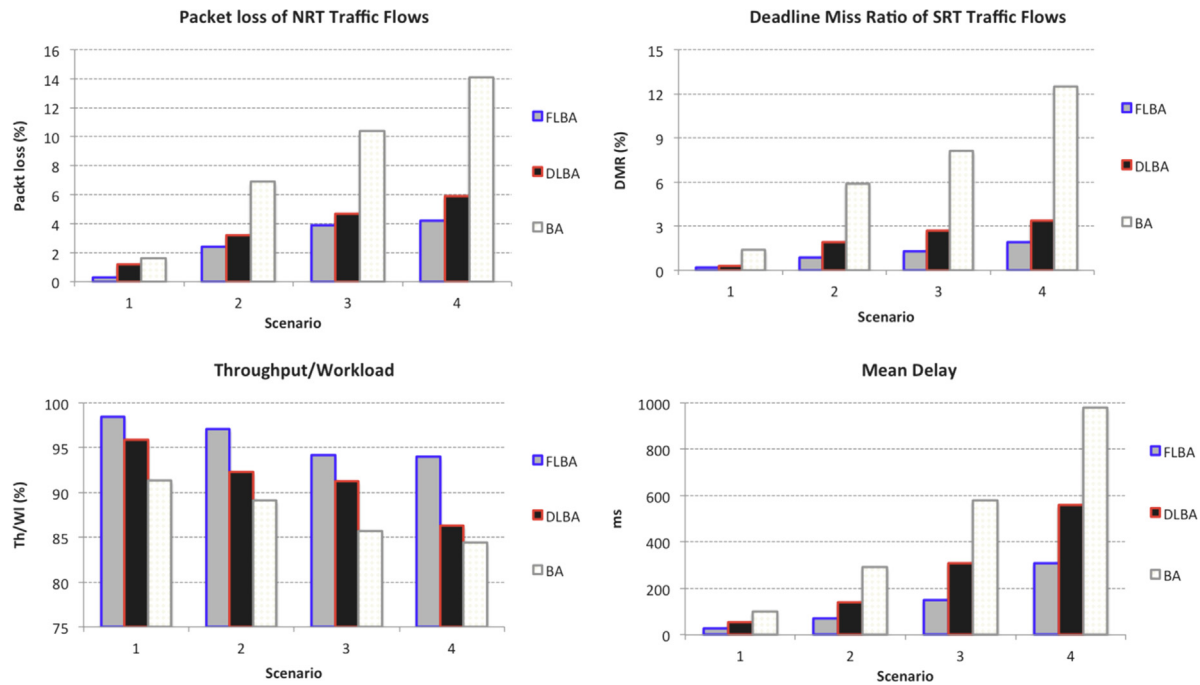 Packet loss of NRT Traffic Flows
16
14
12
10
8
6
4
2
0
Packt loss (%)
1 2 3 4
Scenario
FLBA
DLBA
BA
Deadline Miss Ratio of SRT Traffic Flows
15
12
9
6
3
0
DMR (%)
1 2 3 4
Scenario
FLBA
DLBA
BA
Throughput/Workload
100
95
90
85
80
75
Th/Wl (%)
1 2 3 4
Scenario
FLBA
DLBA
BA
Mean Delay
1000
800
600
400
200
0
ms
1 2 3 4
Scenario
FLBA
DLBA
BA